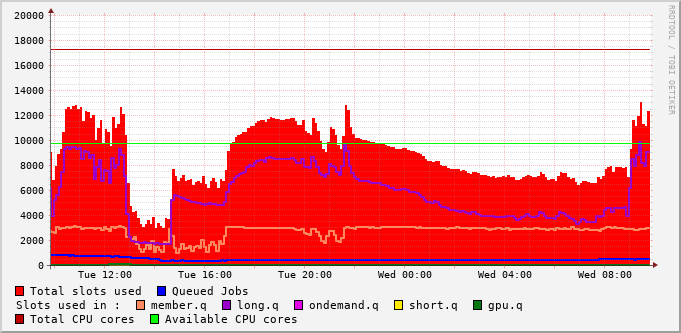 20000
18000
16000
14000
12000
10000
8000
6000
4000
2000
0
Tue 12:00 Tue 16:00 Tue 20:00 Wed 00:00 Wed 04:00 Wed 08:00
RRDTOOL / TOBI OETIKER
Total slots used Queued Jobs
Slots used in : member.q long.q ondemand.q short.q gpu.q
Total CPU cores Available CPU cores